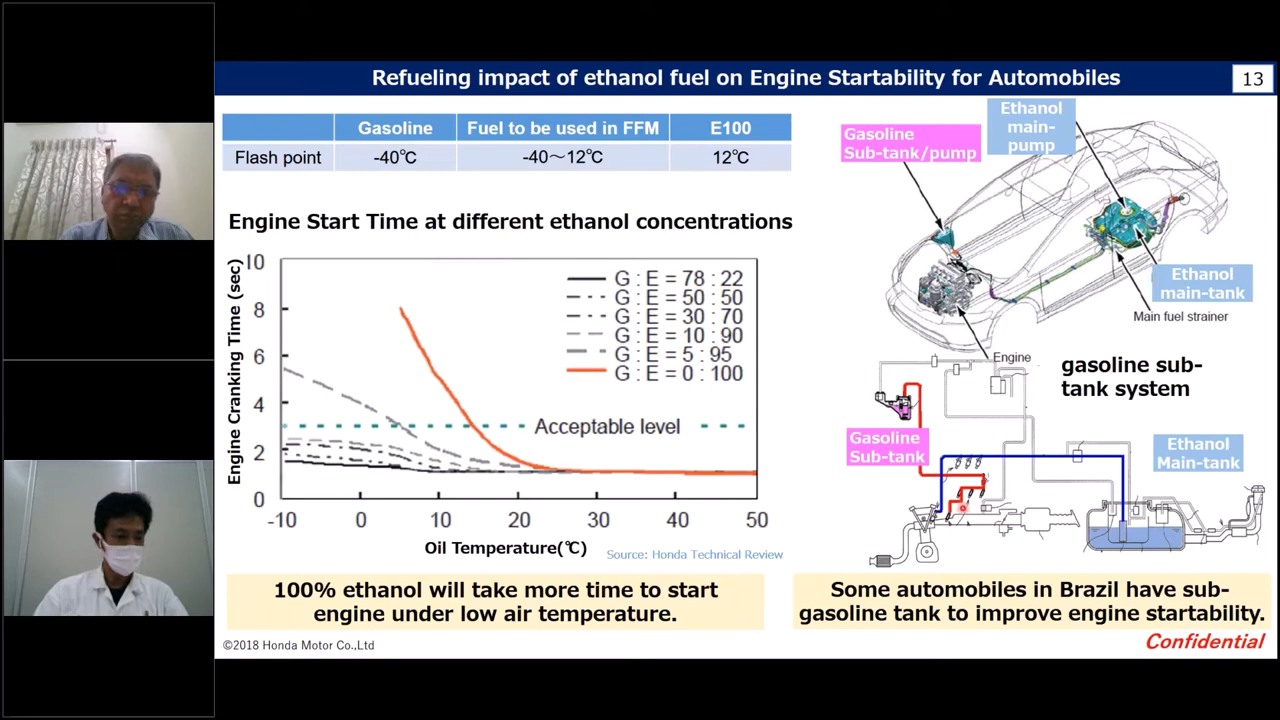 Refueling impact of ethanol fuel on Engine Startability for Automobiles
13
Gasoline
Fuel to be used in FFM
E100
Flash point
-40℃
-40～12℃
12℃
Engine Start Time at different ethanol concentrations
Engine Cranking Time (sec)
10
8
6
4
2
0
G : E = 78 : 22
G : E = 50 : 50
G : E = 30 : 70
G : E = 10 : 90
G : E = 5 : 95
G : E = 0 : 100
Acceptable level
-10
0
10
20
30
40
50
Oil Temperature(℃)
Source: Honda Technical Review
100% ethanol will take more time to start
engine under low air temperature.
©2018 Honda Motor Co.,Ltd
Gasoline
Sub-tank/pump
Ethanol
main-
pump
Ethanol
main-tank
Main fuel strainer
Engine
gasoline sub-
tank system
Gasoline
Sub-tank
Ethanol
Main-tank
Some automobiles in Brazil have sub-
gasoline tank to improve engine startability.
Confidential